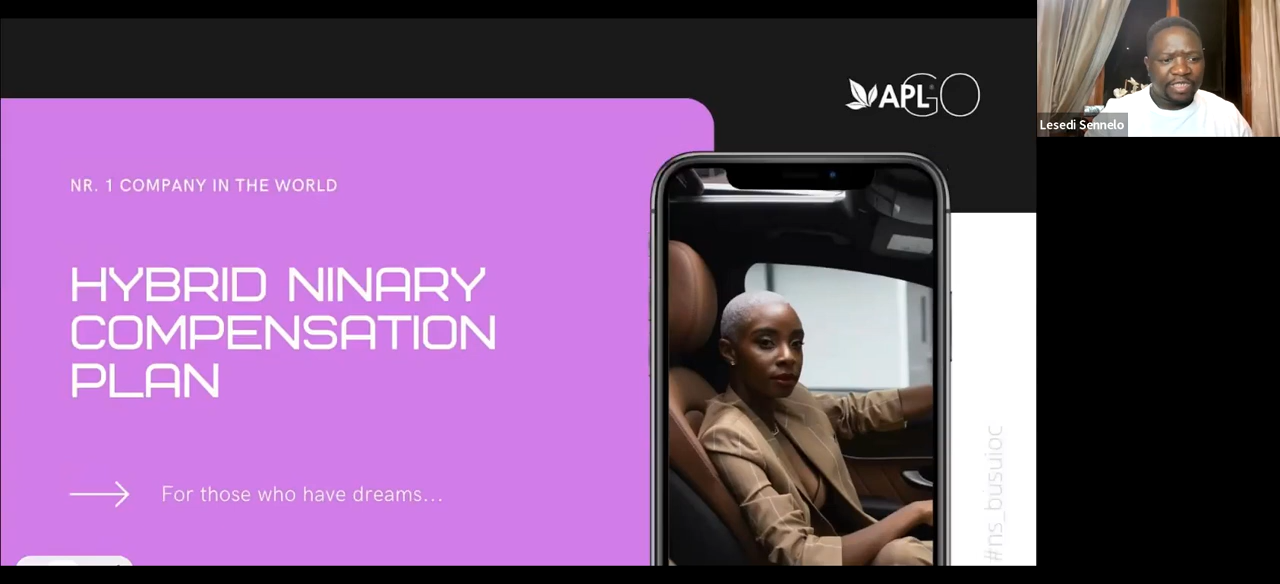 APLGO
NR. 1 COMPANY IN THE WORLD
HYBRID NINARY
COMPENSATION
PLAN
For those who have dreams...
#ns_busuioc
Lesedi Sennelo